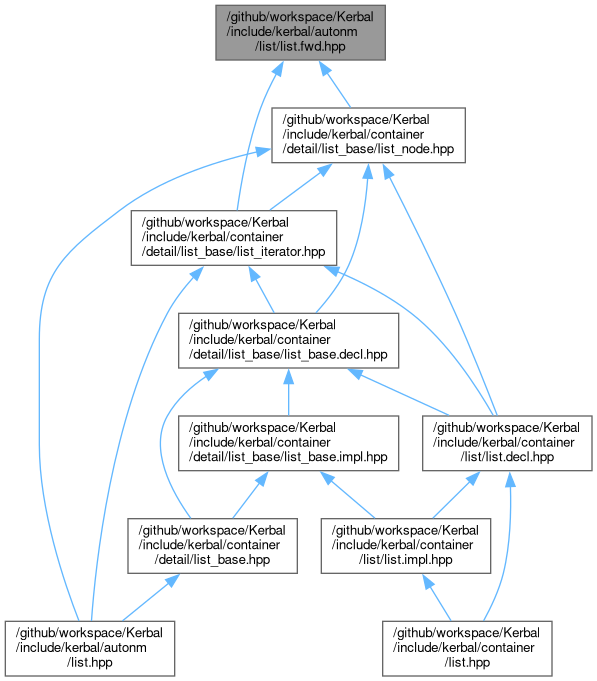 /github/workspace/Kerbal
/include/kerbal/autonm
/list/list.fwd.hpp
/github/workspace/Kerbal
/include/kerbal/container
/detail/list_base/list_node.hpp
/github/workspace/Kerbal
/include/kerbal/container
/detail/list_base/list_iterator.hpp
/github/workspace/Kerbal
/include/kerbal/container
/detail/list_base/list_base.decl.hpp
/github/workspace/Kerbal
/include/kerbal/container
/detail/list_base/list_base.impl.hpp
/github/workspace/Kerbal
/include/kerbal/container
/list/list.decl.hpp
/github/workspace/Kerbal
/include/kerbal/container
/detail/list_base.hpp
/github/workspace/Kerbal
/include/kerbal/container
/list/list.impl.hpp
/github/workspace/Kerbal
/include/kerbal/autonm
/list.hpp
/github/workspace/Kerbal
/include/kerbal/container
/list.hpp